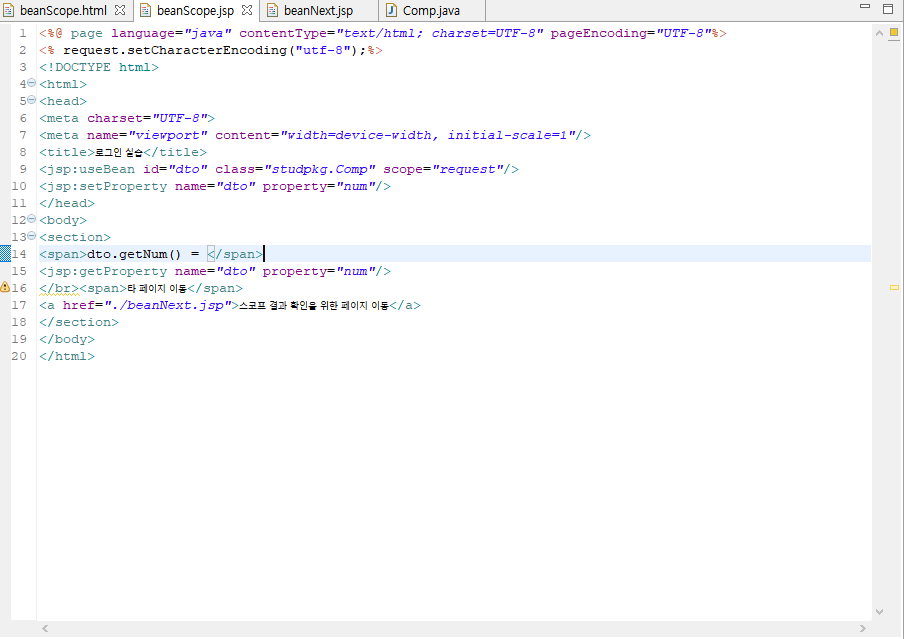 beanScope.html beanScope.jsp beanNext.jsp Comp.java
1 <%@ page language="java" contentType="text/html; charset=UTF-8" pageEncoding="UTF-8"%>
2 <% request.setCharacterEncoding("utf-8");%>
3 <!DOCTYPE html>
4 <html>
5 <head>
6 <meta charset="UTF-8">
7 <meta name="viewport" content="width=device-width, initial-scale=1"/>
8 <title>로그인 실습</title>
9 <jsp:useBean id="dto" class="studpkg.Comp" scope="request"/>
10 <jsp:setProperty name="dto" property="num"/>
11 </head>
12 <body>
13 <section>
14 <span>dto.getNum() = </span>
15 <jsp:getProperty name="dto" property="num"/>
16 </br><span>타 페이지 이동</span>
17 <a href="./beanNext.jsp">스코프 결과 확인을 위한 페이지 이동</a>
18 </section>
19 </body>
20 </html>